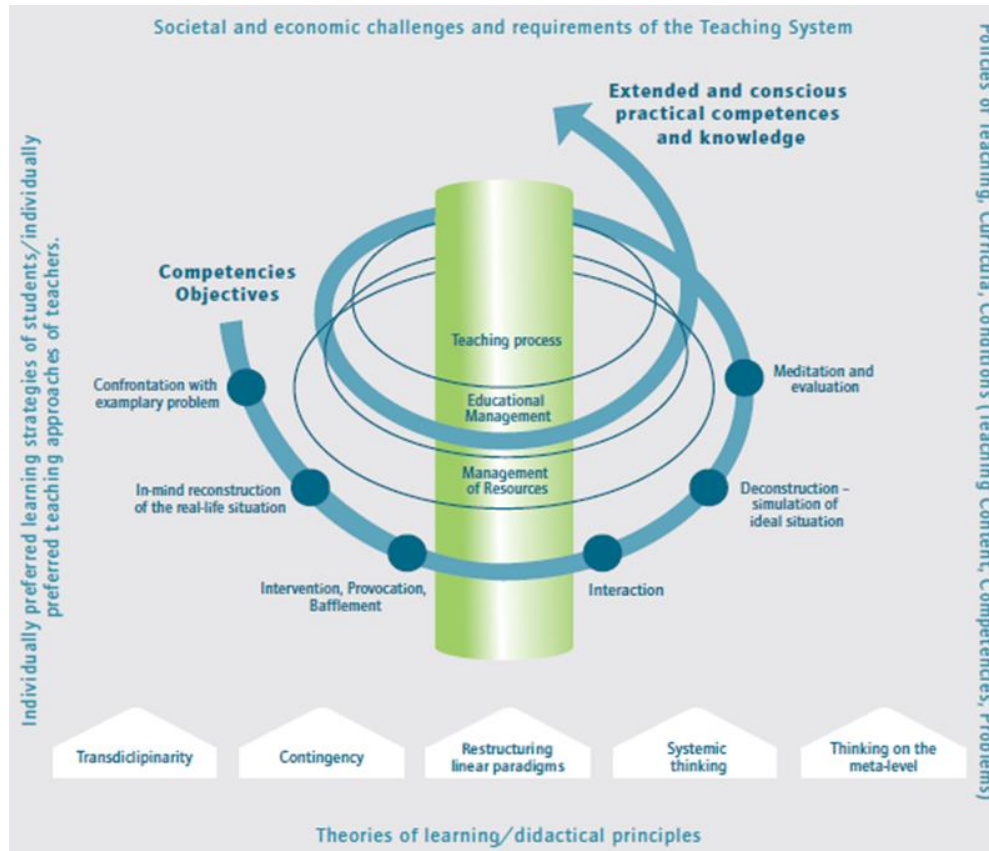 Societal and economic challenges and requirements of the Teaching System
Extended and conscious
practical competences
and knowledge
Competencies
Objectives
Teaching process
Educational
Management
Management
of Resources
Confrontation with
examplary problem
In-mind reconstruction
of the real-life situation
Intervention, Provocation,
Bafflement
Interaction
Deconstruction –
simulation of
ideal situation
Meditation and
evaluation
Individually preferred learning strategies of students/individually
preferred teaching approaches of teachers.
Policies of Teaching, Curricula, Conditions (Teaching Content, Competencies, Problems)
Transdiclipinarity
Contingency
Restructuring
linear paradigms
Systemic
thinking
Thinking on the
meta-level
Theories of learning/didactical principles